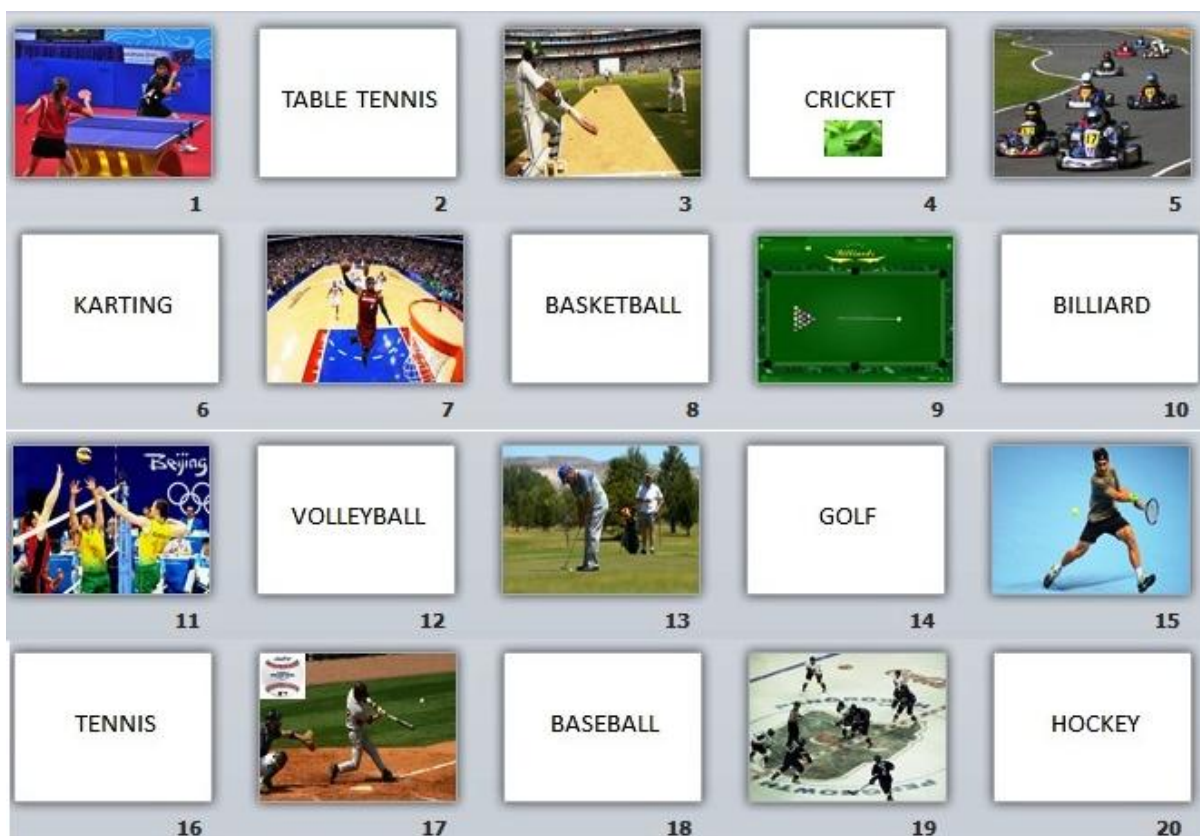 TABLE TENNIS
CRICKET
1
2
3
4
5
KARTING
BASKETBALL
Billiards
BILLIARD
6
7
8
9
10
Beijing
VOLLEYBALL
GOLF
11
12
13
14
15
TENNIS
BASEBALL
HOCKEY
16
17
18
19
20